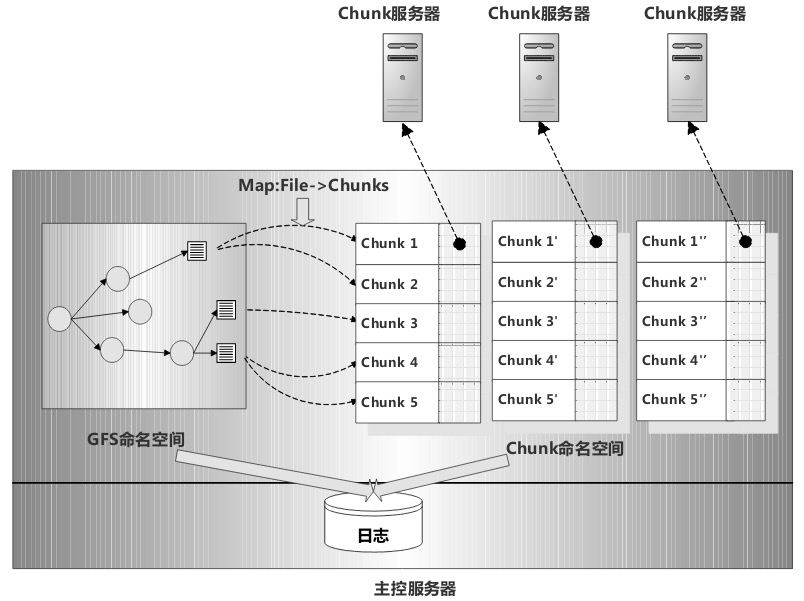 Chunk服务器
Chunk服务器
Chunk服务器
Map:File->Chunks
Chunk 1
Chunk 2
Chunk 3
Chunk 4
Chunk 5
Chunk 1'
Chunk 2'
Chunk 3'
Chunk 4'
Chunk 5'
Chunk 1''
Chunk 2''
Chunk 3''
Chunk 4''
Chunk 5''
GFS命名空间
Chunk命名空间
日志
主控服务器